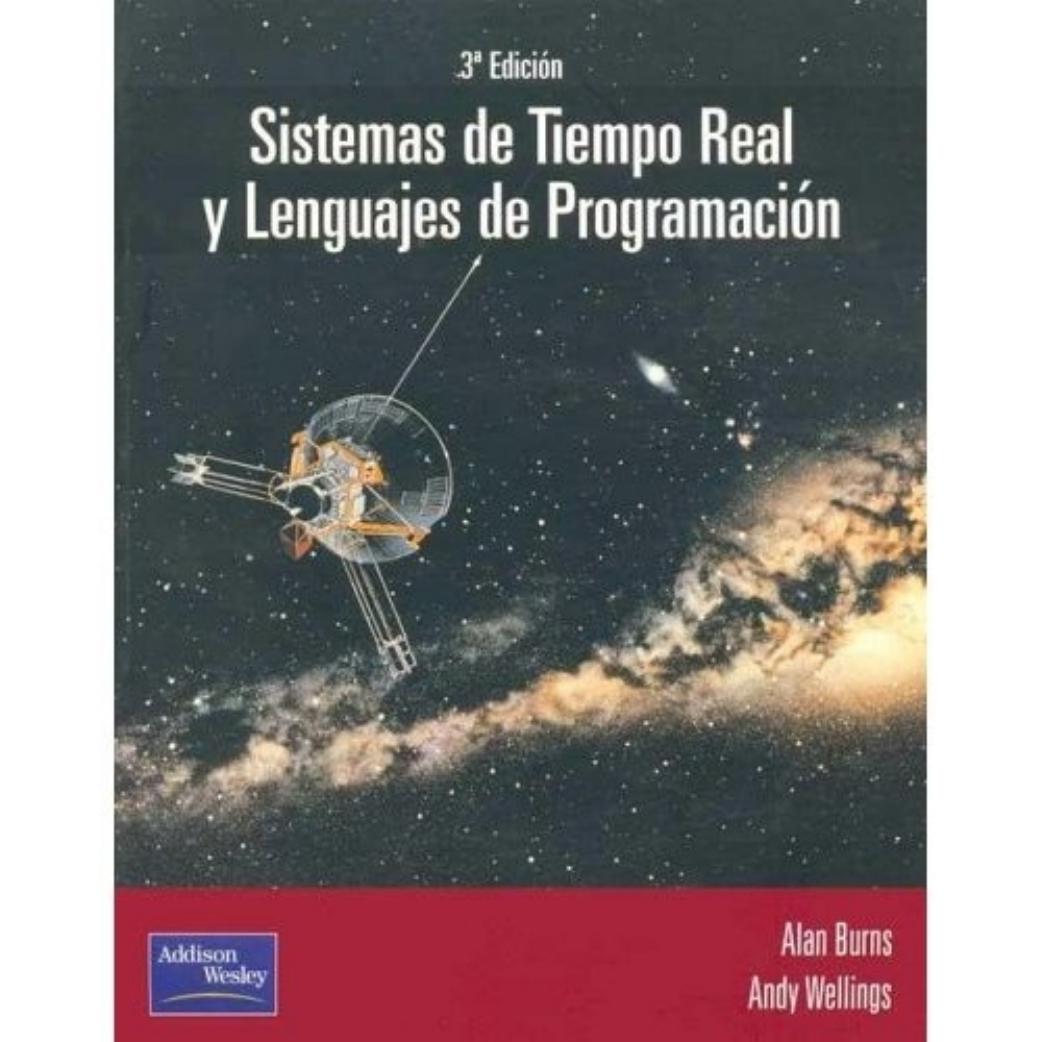 3ª Edición
Sistemas de Tiempo Real
y Lenguajes de Programación
Alan Burns
Andy Wellings
Addison
Wesley